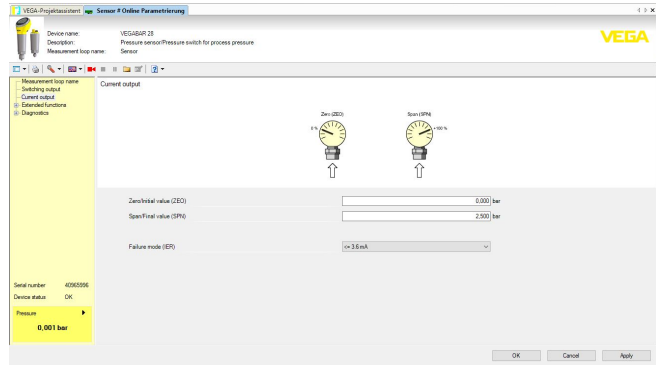 VEGA-Projektassistent Sensor # Online Parametrierung
Device name: VEGABAR 28
Description: Pressure sensor/Pressure switch for process pressure
Measurement loop name: Sensor
VEGA
Measurement loop name
Switching output
Current output
Extended functions
Diagnostics
Current output
Zero (ZEO) Span (SPN)
0 % +100 %
Zero/Initial value (ZEO) 0,000 bar
Span/Final value (SPN) 2,500 bar
Failure mode (IER) <= 3.6 mA
Serial number 40965996
Device status OK
Pressure
0,001 bar
OK Cancel Apply